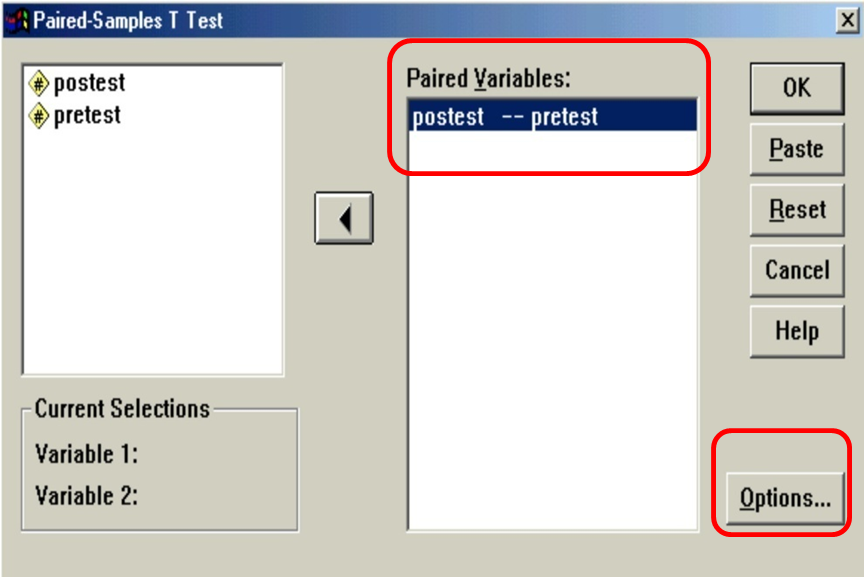 Paired-Samples T Test
postest
pretest
Paired Variables:
postest -- pretest
OK
Paste
Reset
Cancel
Help
Current Selections
Variable 1:
Variable 2:
Options...